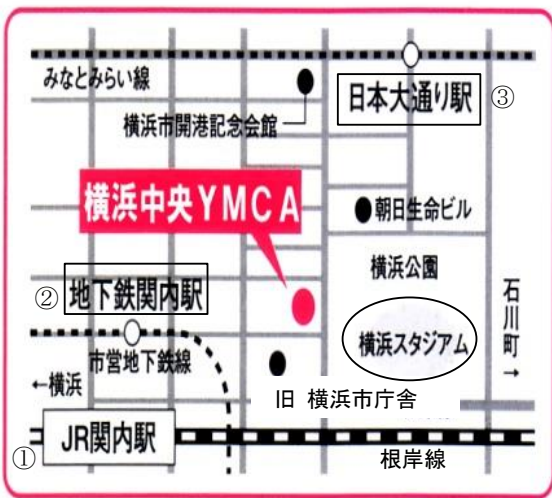 みなとみらい線
日本大通り駅
③
横浜市開港記念会館
横浜中央YMCA
朝日生命ビル
横浜公園
②
地下鉄関内駅
市営地下鉄線
横浜スタジアム
石川町→
←横浜
旧 横浜市庁舎
①
JR関内駅
根岸線